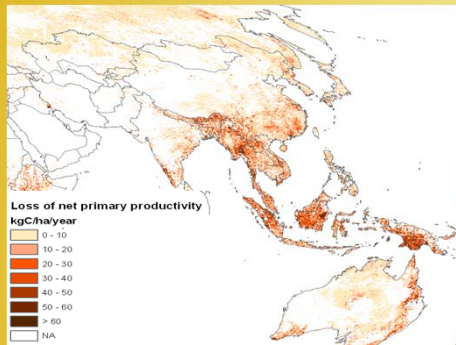 Loss of net primary productivity
kgC/ha/year
0 - 10
10 - 20
20 - 30
30 - 40
40 - 50
50 - 60
> 60
NA